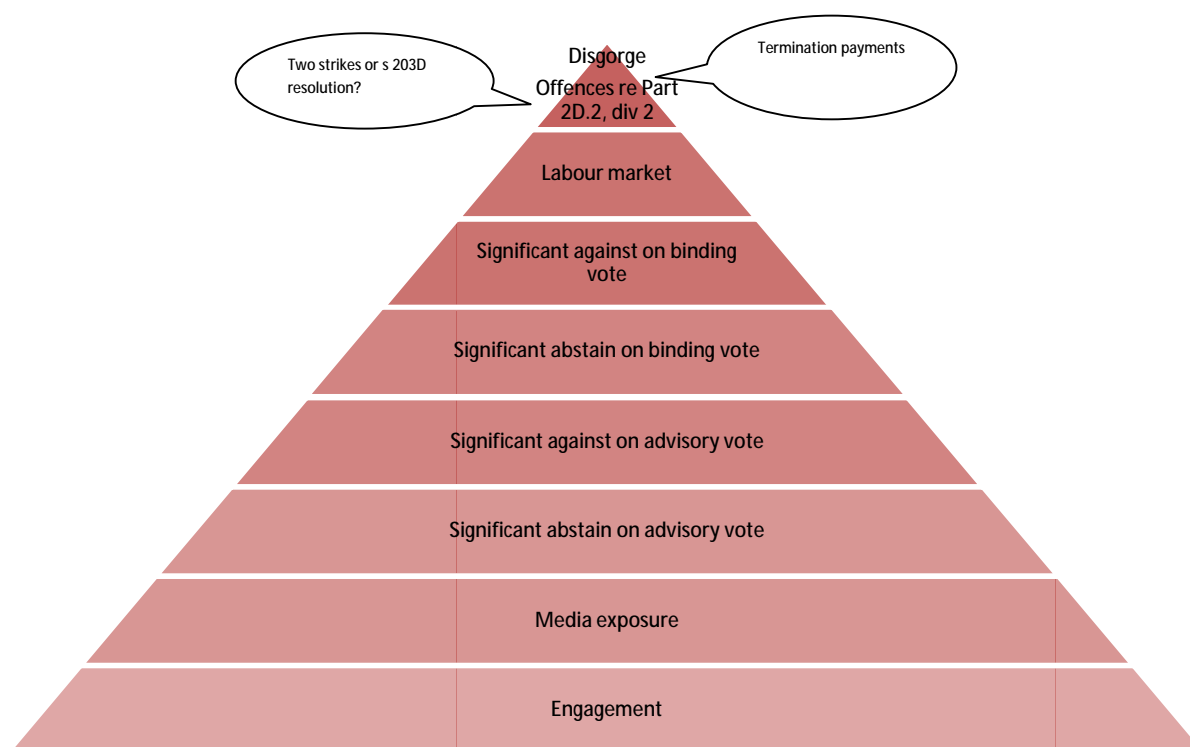 Two strikes or s 203D
resolution?
Termination payments
Disgorge
Offences re Part
2D.2, div 2
Labour market
Significant against on binding
vote
Significant abstain on binding vote
Significant against on advisory vote
Significant abstain on advisory vote
Media exposure
Engagement